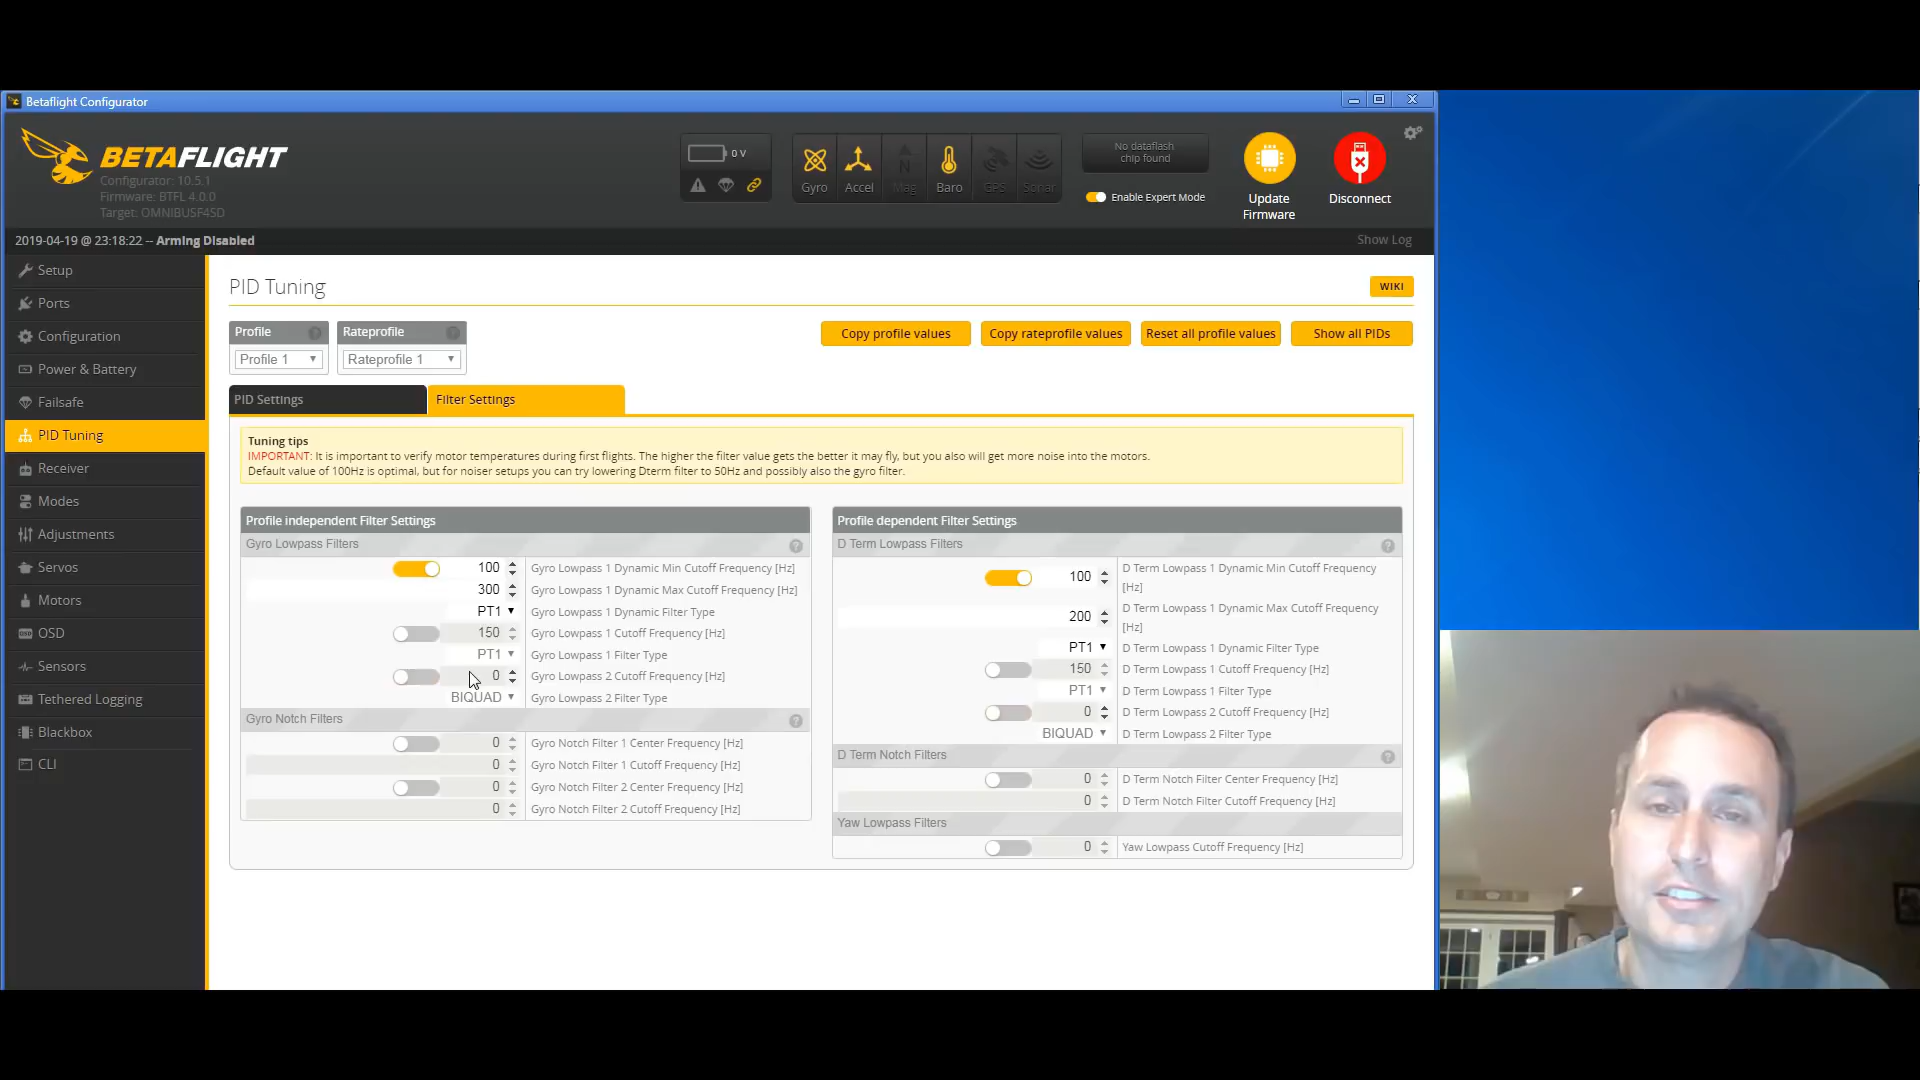 Betaflight Configurator
BETAFLIGHT
Configurator: 10.5.1
Firmware: BTFL 4.0.0
Target: OMNIBUSF4SD
0 V
Gyro
Accel
Mag
Baro
GPS
Sonar
No dataflash
chip found
Enable Expert Mode
Update
Firmware
Disconnect
2019-04-19 @ 23:18:22 -- Arming Disabled
Show Log
Setup
Ports
Configuration
Power & Battery
Failsafe
PID Tuning
Receiver
Modes
Adjustments
Servos
Motors
OSD
Sensors
Tethered Logging
Blackbox
CLI
PID Tuning
WIKI
Profile
Profile 1
Rateprofile
Rateprofile 1
Copy profile values
Copy rateprofile values
Reset all profile values
Show all PIDs
PID Settings
Filter Settings
Tuning tips
IMPORTANT: It is important to verify motor temperatures during first flights. The higher the filter value gets the better it may fly, but you also will get more noise into the motors.
Default value of 100Hz is optimal, but for noiser setups you can try lowering Dterm filter to 50Hz and possibly also the gyro filter.
Profile independent Filter Settings
Gyro Lowpass Filters
100 Gyro Lowpass 1 Dynamic Min Cutoff Frequency [Hz]
300 Gyro Lowpass 1 Dynamic Max Cutoff Frequency [Hz]
PT1 Gyro Lowpass 1 Dynamic Filter Type
150 Gyro Lowpass 1 Cutoff Frequency [Hz]
PT1 Gyro Lowpass 1 Filter Type
0 Gyro Lowpass 2 Cutoff Frequency [Hz]
BIQUAD Gyro Lowpass 2 Filter Type
Gyro Notch Filters
0 Gyro Notch Filter 1 Center Frequency [Hz]
0 Gyro Notch Filter 1 Cutoff Frequency [Hz]
0 Gyro Notch Filter 2 Center Frequency [Hz]
0 Gyro Notch Filter 2 Cutoff Frequency [Hz]
Profile dependent Filter Settings
D Term Lowpass Filters
100 D Term Lowpass 1 Dynamic Min Cutoff Frequency
[Hz]
200 D Term Lowpass 1 Dynamic Max Cutoff Frequency
[Hz]
PT1 D Term Lowpass 1 Dynamic Filter Type
150 D Term Lowpass 1 Cutoff Frequency [Hz]
PT1 D Term Lowpass 1 Filter Type
0 D Term Lowpass 2 Cutoff Frequency [Hz]
BIQUAD D Term Lowpass 2 Filter Type
D Term Notch Filters
0 D Term Notch Filter Center Frequency [Hz]
0 D Term Notch Filter Cutoff Frequency [Hz]
Yaw Lowpass Filters
0 Yaw Lowpass Cutoff Frequency [Hz]